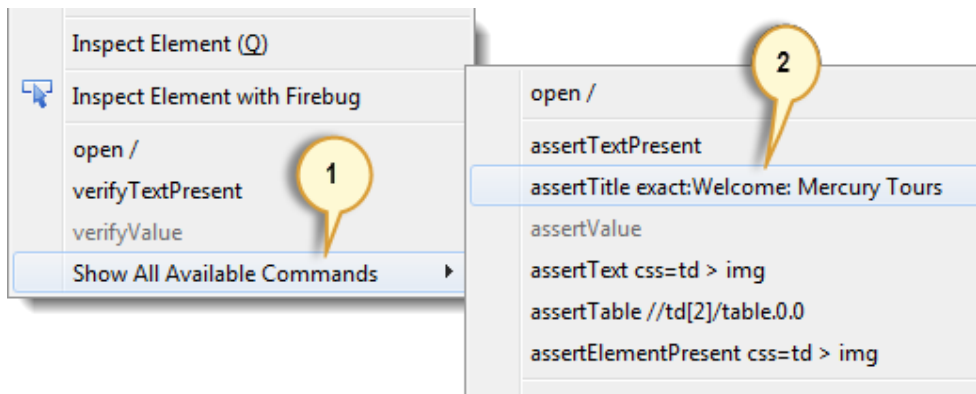 Inspect Element (Q)
Inspect Element with Firebug
open /
verifyTextPresent
verifyValue
Show All Available Commands
1
2
open /
assertTextPresent
assertTitle exact:Welcome: Mercury Tours
assertValue
assertText css=td > img
assertTable //td[2]/table.0.0
assertElementPresent css=td > img